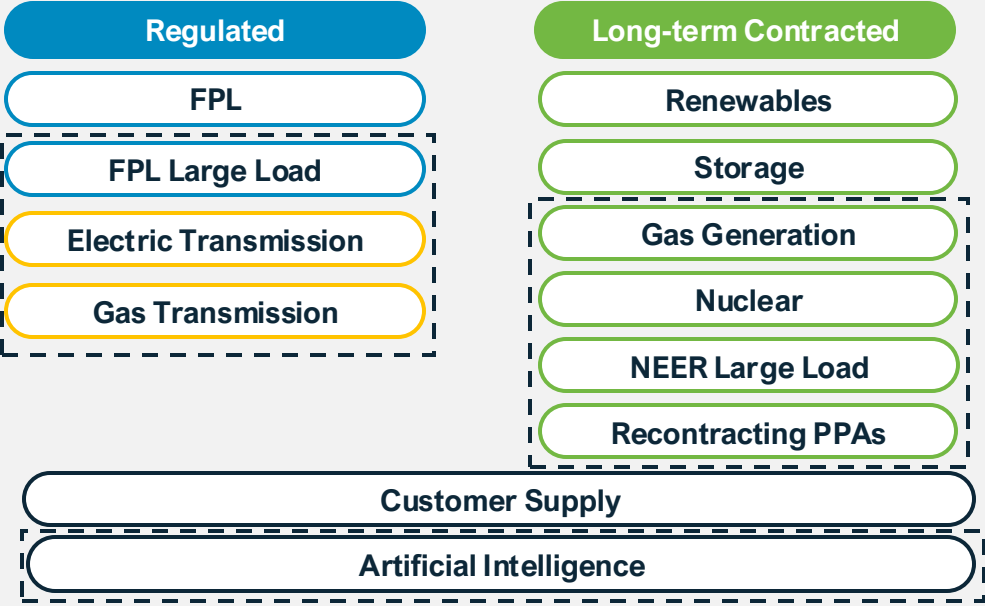 Regulated
FPL
FPL Large Load
Electric Transmission
Gas Transmission
Long-term Contracted
Renewables
Storage
Gas Generation
Nuclear
NEER Large Load
Recontracting PPAs
Customer Supply
Artificial Intelligence